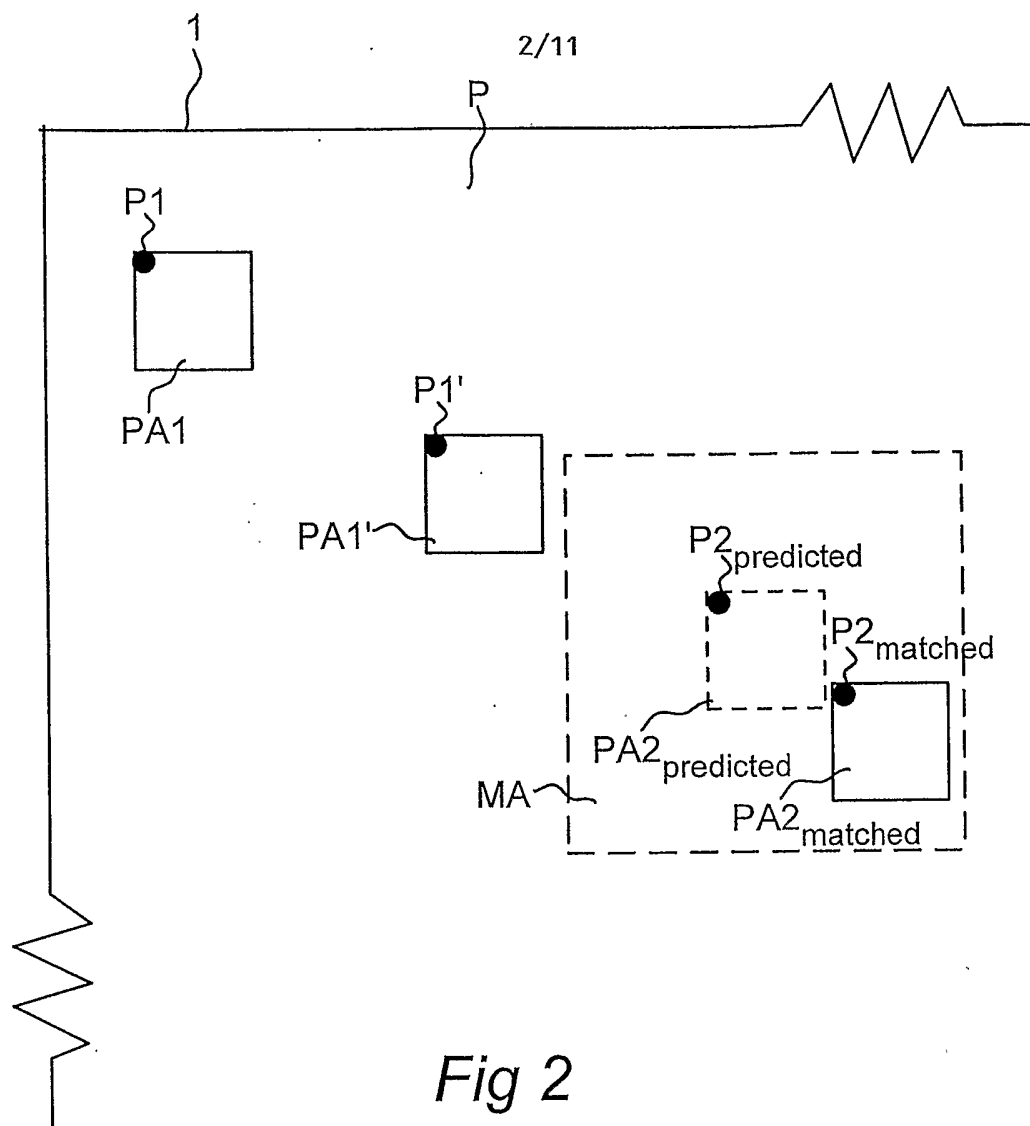 1
2/11
P
P1
PA1
P1'
PA1'
P2predicted
P2matched
PA2predicted
MA
PA2matched
Fig 2